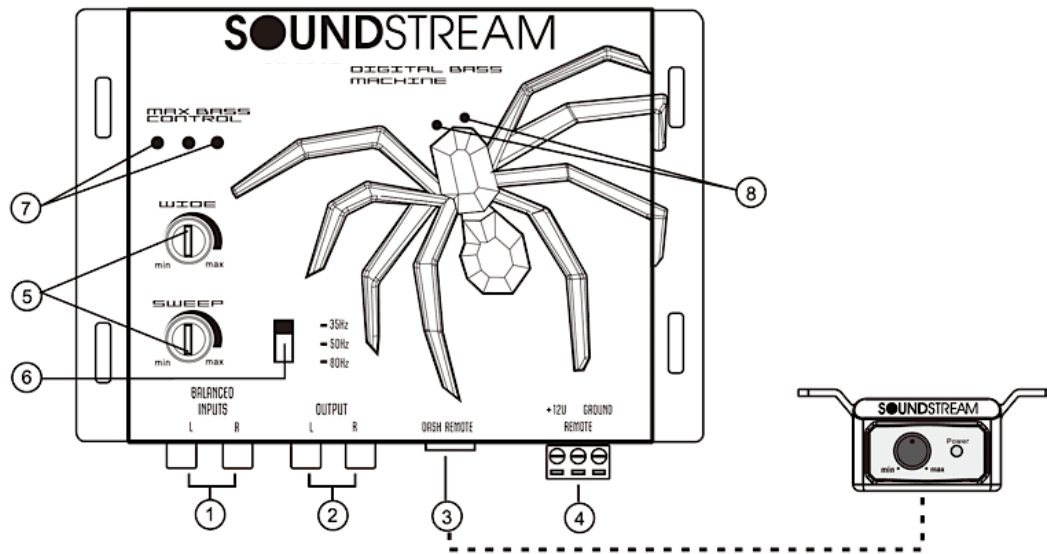 SOUNDSTREAM
DIGITAL BASS
MACHINE
MAX BASS
CONTROL
7
8
WIDE
min max
5
SWEEP
min max
- 35Hz
- 50Hz
- 80Hz
6
BALANCED
INPUTS
L R
OUTPUT
L R
DASH REMOTE
+12V GROUND
REMOTE
1
2
3
4
SOUNDSTREAM
Power
min max